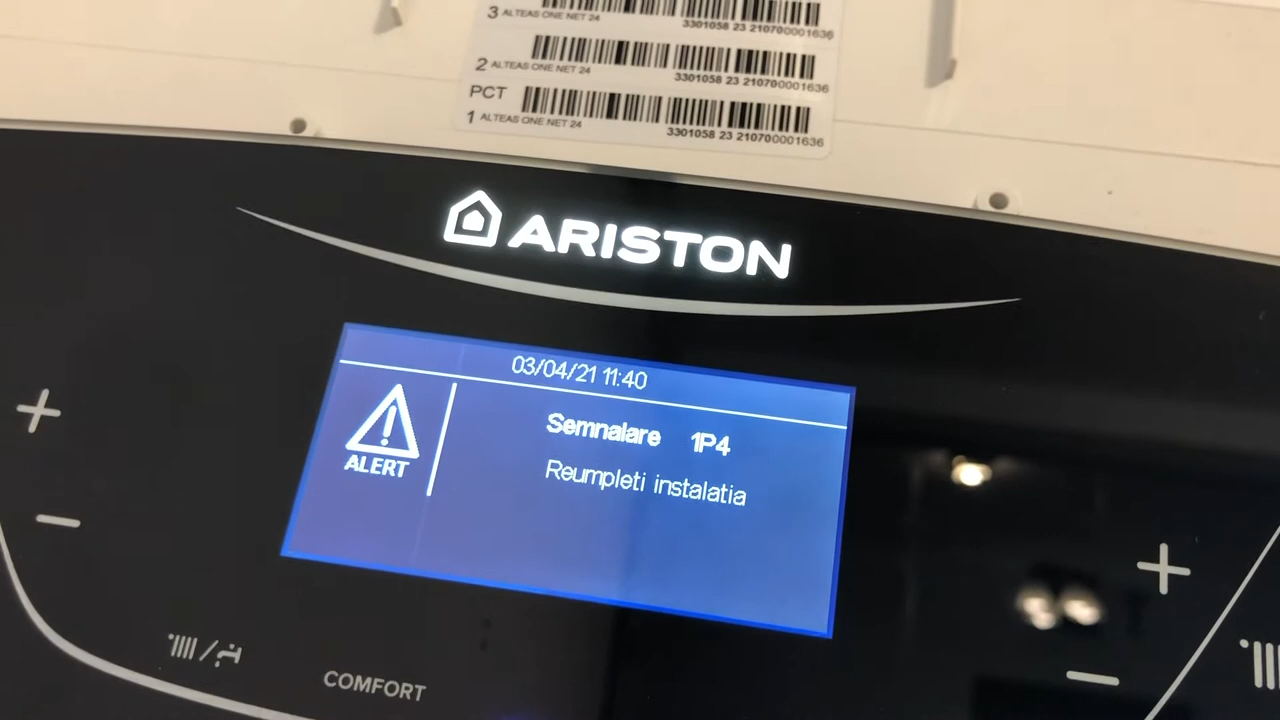 3 ALTEAS ONE NET 24
3301058 23 210700001636
2 ALTEAS ONE NET 24
3301058 23 210700001636
PCT
1 ALTEAS ONE NET 24
3301058 23 210700001636
ARISTON
03/04/21 11:40
Semnalare 1P4
ALERT
Reumpleti instalatia
COMFORT